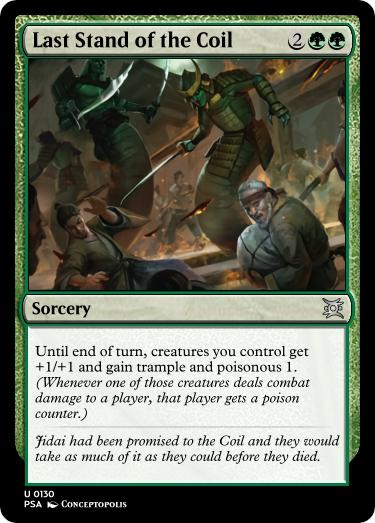 Last Stand of the Coil 2
Sorcery
Until end of turn, creatures you control get
+1/+1 and gain trample and poisonous 1.
(Whenever one of those creatures deals combat
damage to a player, that player gets a poison
counter.)
Jidai had been promised to the Coil and they would
take as much of it as they could before they died.
U 0130
PSA Conceptopolis